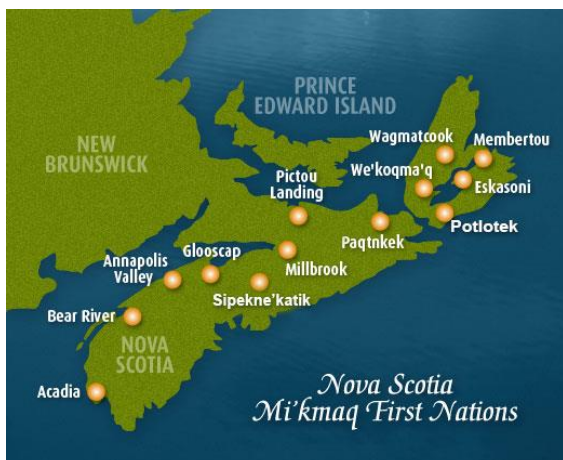 PRINCE
EDWARD ISLAND
NEW
BRUNSWICK
Wagmatcook
Membertou
We'koqma'q
Eskasoni
Pictou
Landing
Potlotek
Paqtnkek
Glooscap
Annapolis
Valley
Millbrook
Sipekne'katik
Bear River
NOVA
SCOTIA
Acadia
Nova Scotia
Mi'kmaq First Nations